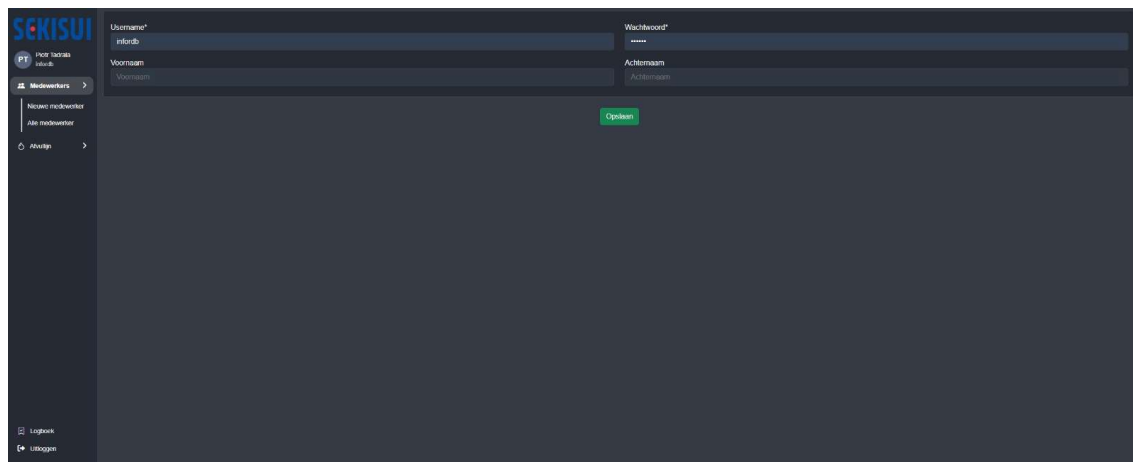 SEKISUI
PT
Piotr Tadrala
infordb
Medewerkers
Nieuwe medewerker
Alle medewerker
Afvullijn
Logboek
Uitloggen
Username*
infordb
Wachtwoord*
••••••
Voornaam
Voornaam
Achternaam
Achternaam
Opslaan